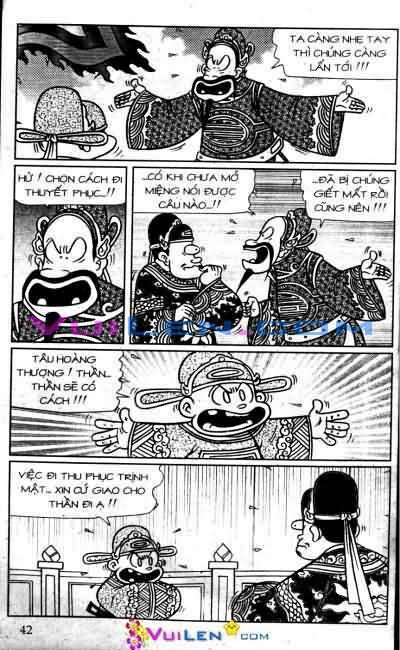 TA CÀNG NHẸ TAY
THÌ CHÚNG CÀNG
LẤN TỚI !!!
HỪ ! CHỌN CÁCH ĐI
THUYẾT PHỤC...!!
...CÓ KHI CHƯA MỞ
MIỆNG NÓI ĐƯỢC
CÂU NÀO...!!
...ĐÃ BỊ CHÚNG
GIẾT MẤT RỒI
CŨNG NÊN !!!
VUILEN.COM
TÂU HOÀNG
THƯỢNG ! THẦN...
THẦN SẼ CÓ
CÁCH !!!
VIỆC ĐI THU PHỤC TRỊNH
MẬT... XIN CỨ GIAO CHO
THẦN ĐI Ạ !!
42
VUILEN.COM